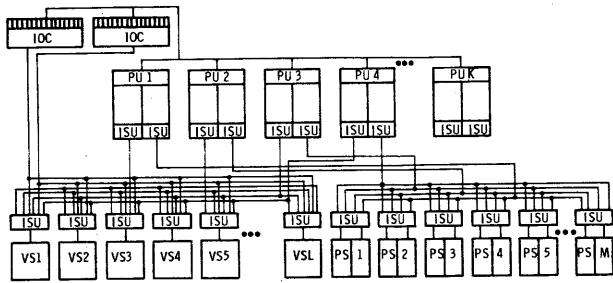 IOC IOC
PU 1 PU 2 PU 3 PU 4 PU K
ISU ISU ISU ISU ISU ISU ISU ISU ISU ISU
ISU ISU ISU ISU ISU ISU ISU ISU ISU ISU ISU ISU
VS1 VS2 VS3 VS4 VS5 VSL PS 1 PS 2 PS 3 PS 4 PS 5 PS M